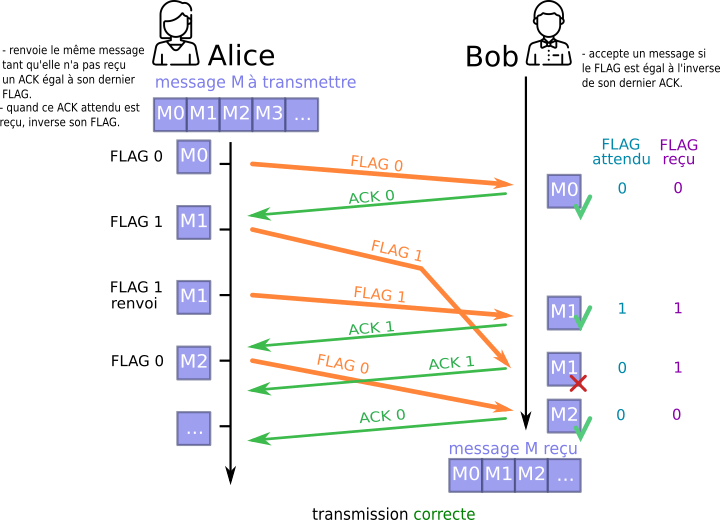 - renvoie le même message
tant qu'elle n'a pas reçu
un ACK égal à son dernier
FLAG.
- quand ce ACK attendu est
reçu, inverse son FLAG.
Alice
Bob
- accepte un message si
le FLAG est égal à l'inverse
de son dernier ACK.
message M à transmettre
M0 M1 M2 M3 ...
FLAG attendu
FLAG reçu
FLAG 0
M0
FLAG 0
M0
0
0
ACK 0
FLAG 1
M1
FLAG 1
FLAG 1
renvoi
M1
FLAG 1
M1
1
1
ACK 1
FLAG 0
M2
FLAG 0
ACK 1
M1
0
1
...
ACK 0
M2
0
0
message M reçu
M0 M1 M2 ...
transmission correcte